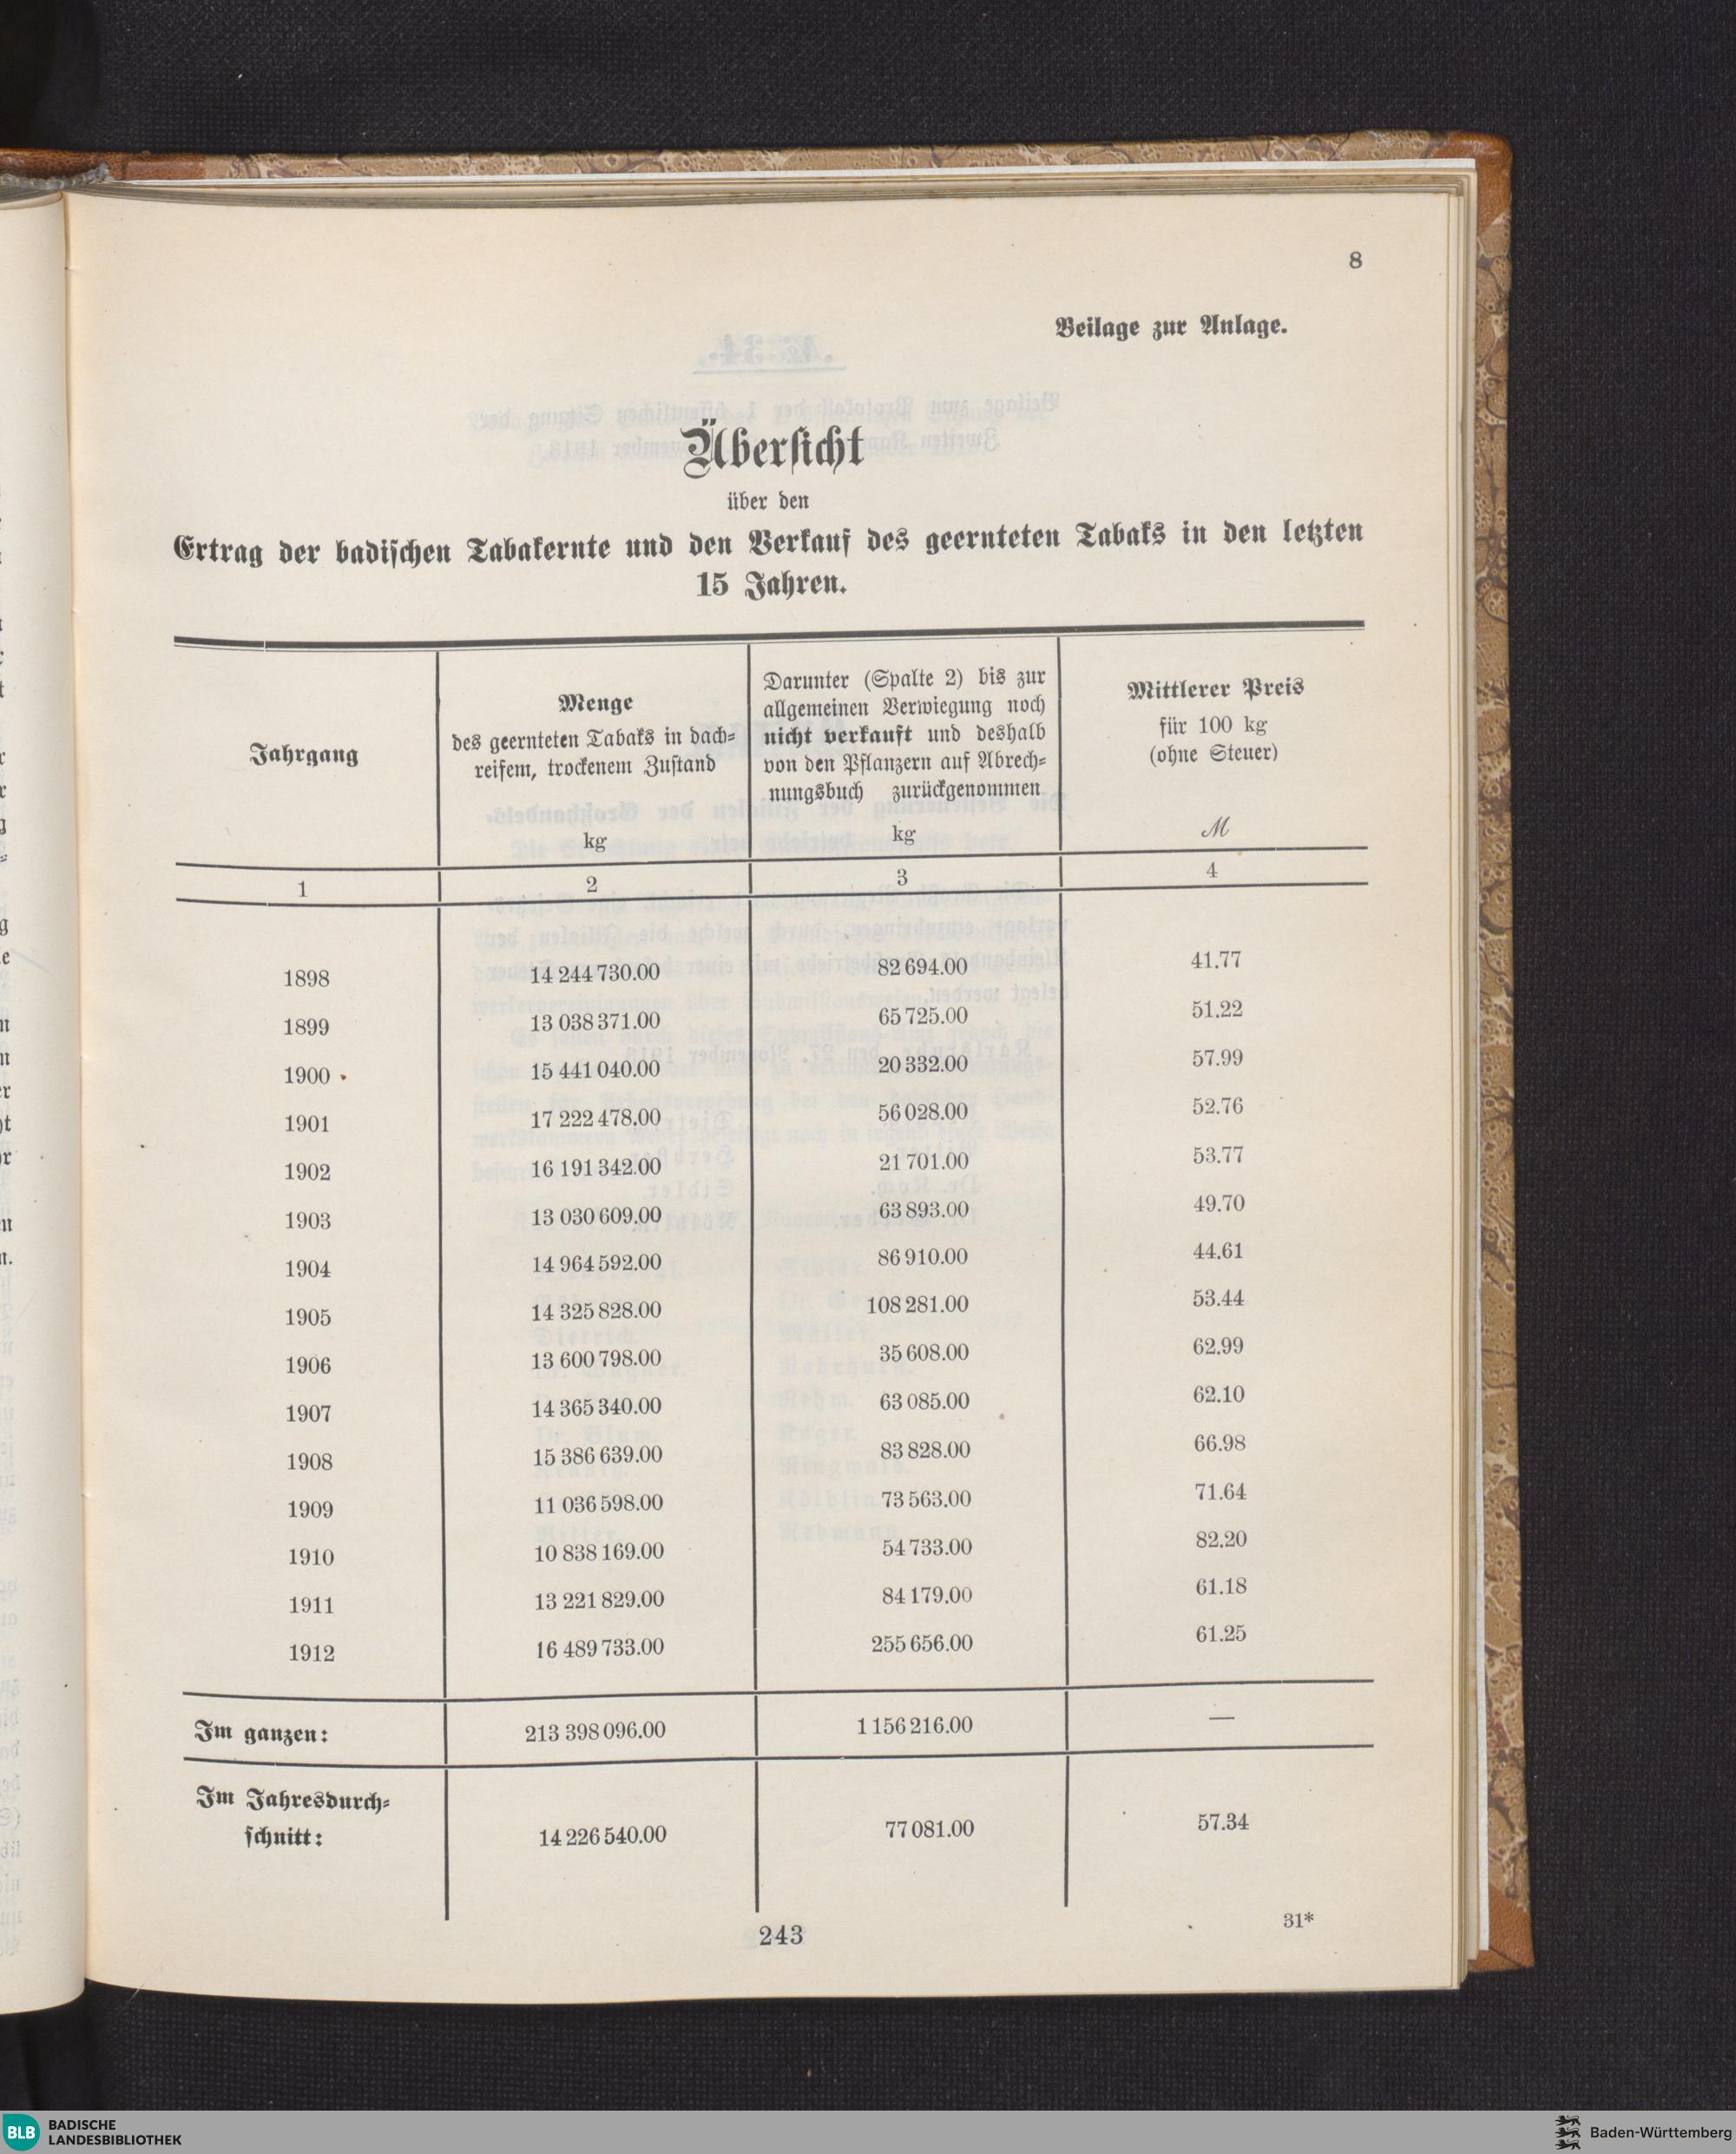 8
Beilage zur Anlage.
Übersicht
über den
Ertrag der badischen Tabakernte und den Verkauf des geernteten Tabaks in den letzten
15 Jahren.
Jahrgang
Menge
des geernteten Tabaks in dach-
reifem, trockenem Zustand
kg
Darunter (Spalte 2) bis zur
allgemeinen Verwiegung noch
nicht verkauft und deshalb
von den Pflanzern auf Abrech-
nungsbuch zurückgenommen
kg
Mittlerer Preis
für 100 kg
(ohne Steuer)
ℳ
1 2 3 4
1898 14 244 730.00 82 694.00 41.77
1899 13 038 371.00 65 725.00 51.22
1900 15 441 040.00 20 332.00 57.99
1901 17 222 478.00 56 028.00 52.76
1902 16 191 342.00 21 701.00 53.77
1903 13 030 609.00 63 893.00 49.70
1904 14 964 592.00 86 910.00 44.61
1905 14 325 828.00 108 281.00 53.44
1906 13 600 798.00 35 608.00 62.99
1907 14 365 340.00 63 085.00 62.10
1908 15 386 639.00 83 828.00 66.98
1909 11 036 598.00 73 563.00 71.64
1910 10 838 169.00 54 733.00 82.20
1911 13 221 829.00 84 179.00 61.18
1912 16 489 733.00 255 656.00 61.25
Im ganzen: 213 398 096.00 1 156 216.00 —
Im Jahresdurch-
schnitt: 14 226 540.00 77 081.00 57.34
243
31*
BLB BADISCHE
LANDESBIBLIOTHEK
Baden-Württemberg